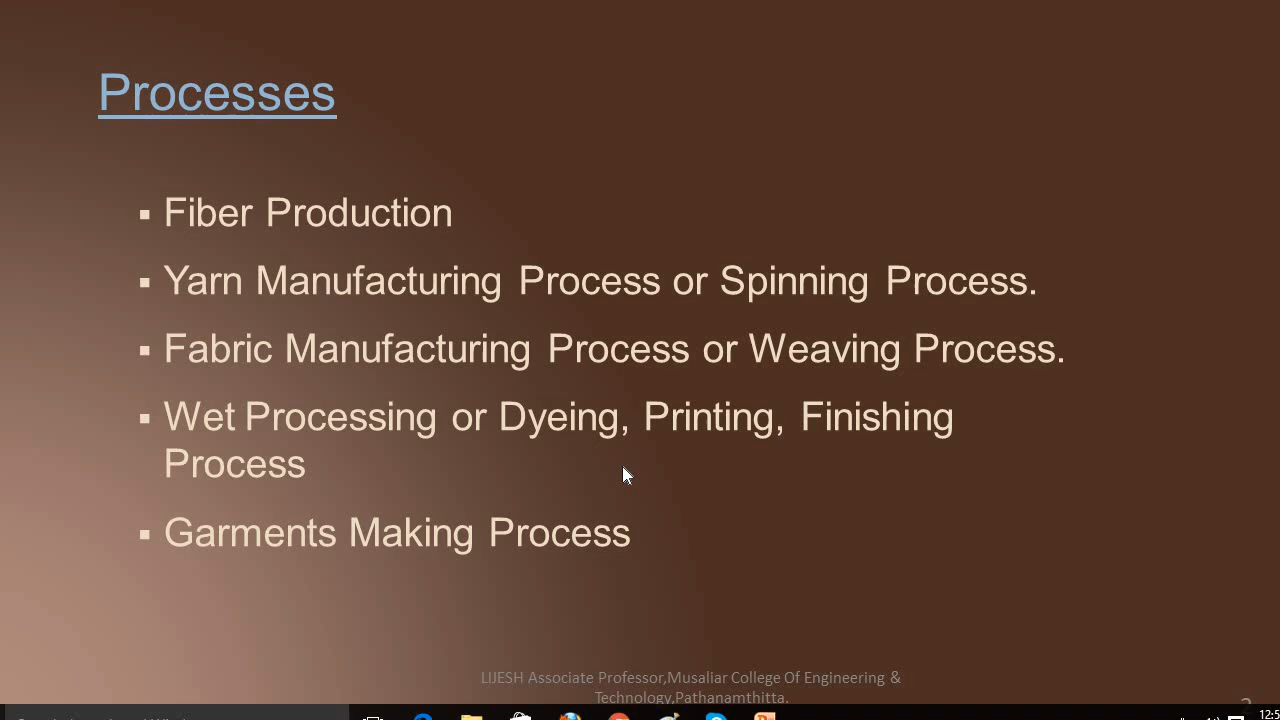 Processes
▪ Fiber Production
▪ Yarn Manufacturing Process or Spinning Process.
▪ Fabric Manufacturing Process or Weaving Process.
▪ Wet Processing or Dyeing, Printing, Finishing
Process
▪ Garments Making Process
LIJESH Associate Professor,Musaliar College Of Engineering &
Technology,Pathanamthitta.
2